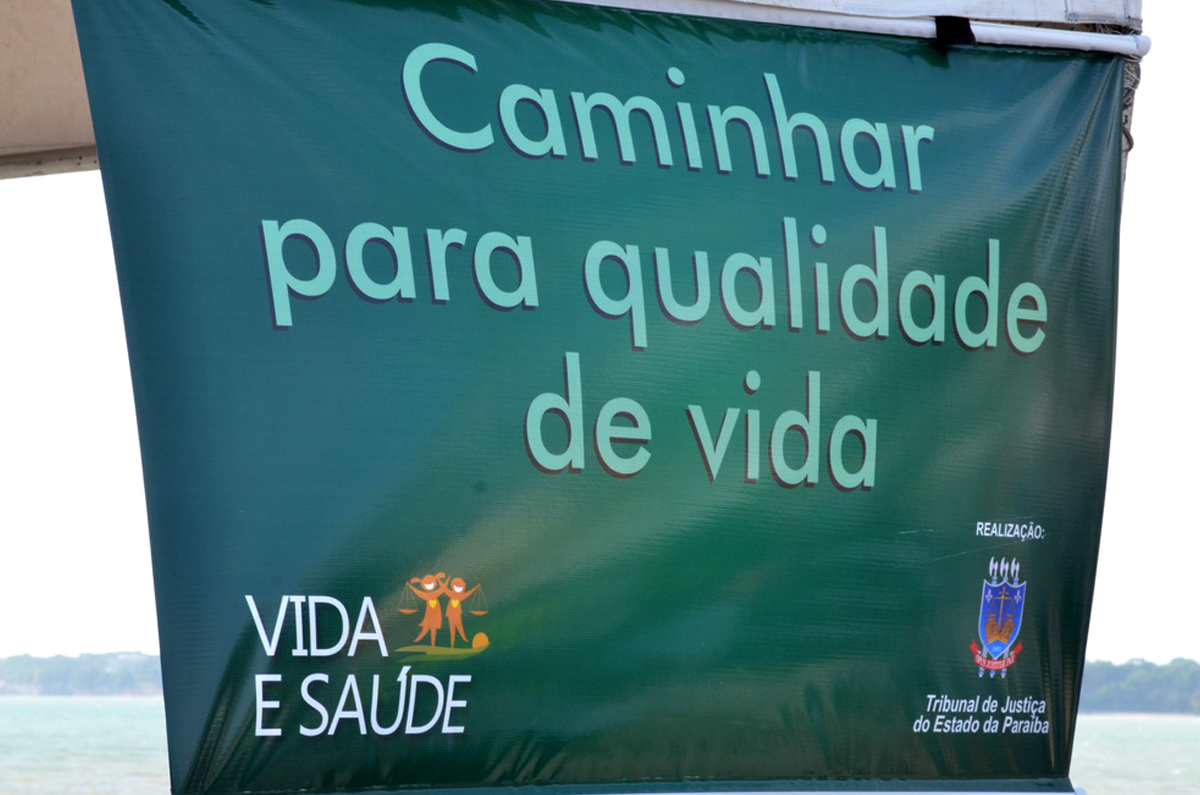 Caminhar
para qualidade
de vida
VIDA
E SAÚDE
REALIZAÇÃO:
Tribunal de Justiça
do Estado da Paraíba